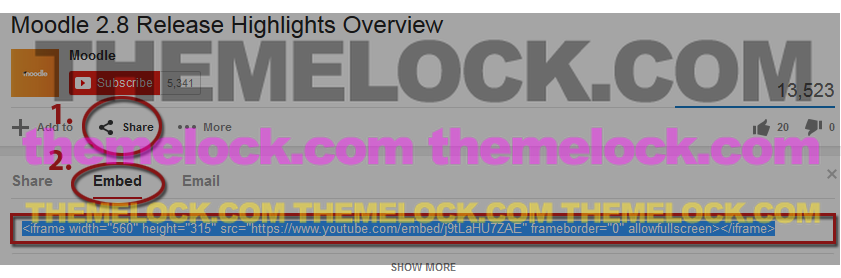 Moodle 2.8 Release Highlights Overview
THEMELOCK.COM
moodle
Moodle
Subscribe 5,341
13,523
1.
Add to Share More 20 0
themelock.com themelock.com
2.
Share Embed Email ×
THEMELOCK.COM THEMELOCK.COM THEMELOCK.COM
<iframe width="560" height="315" src="https://www.youtube.com/embed/j9tLaHU7ZAE" frameborder="0" allowfullscreen></iframe>
SHOW MORE